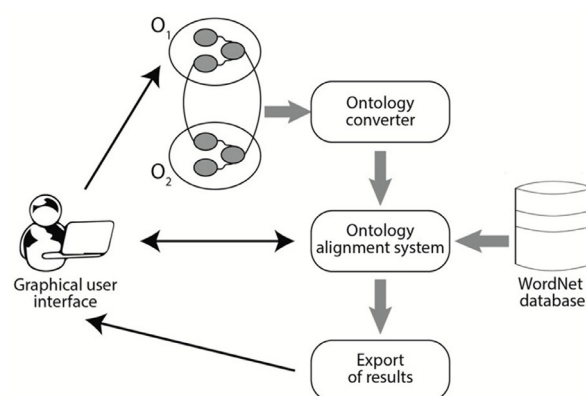 O1
Ontology
converter
O2
Ontology
alignment system
Graphical user
interface
WordNet
database
Export
of results